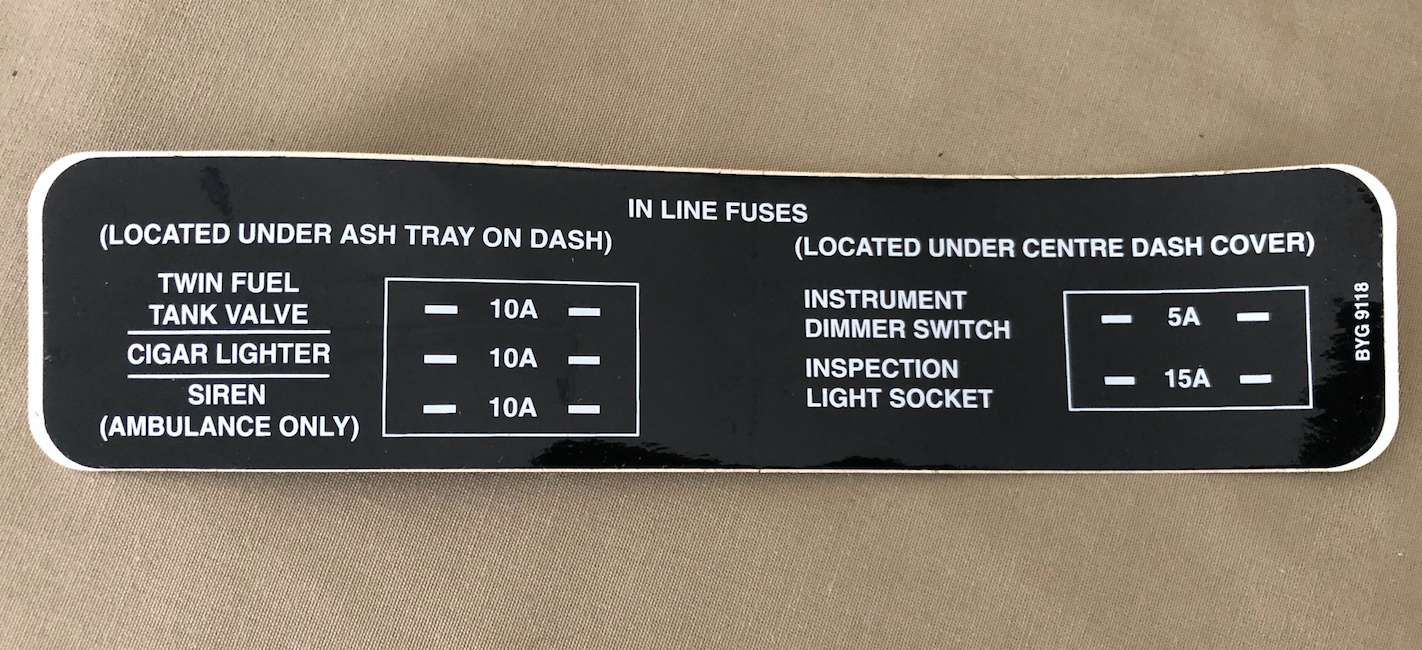 IN LINE FUSES
(LOCATED UNDER ASH TRAY ON DASH)
TWIN FUEL
TANK VALVE
10A
CIGAR LIGHTER
10A
SIREN
(AMBULANCE ONLY)
10A
(LOCATED UNDER CENTRE DASH COVER)
INSTRUMENT
DIMMER SWITCH
5A
INSPECTION
LIGHT SOCKET
15A
BYG 9118